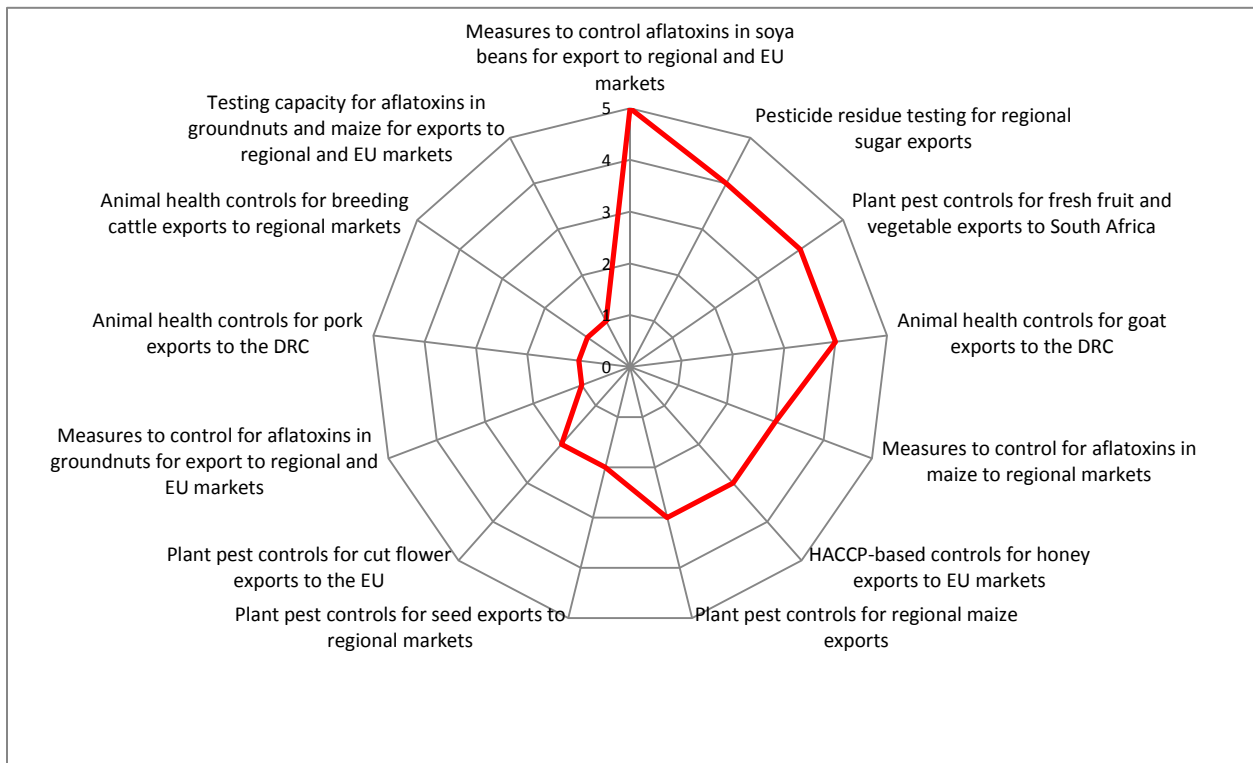 Measures to control aflatoxins in soya
beans for export to regional and EU
markets
Testing capacity for aflatoxins in
groundnuts and maize for exports to
regional and EU markets
Pesticide residue testing for regional
sugar exports
Animal health controls for breeding
cattle exports to regional markets
Plant pest controls for fresh fruit and
vegetable exports to South Africa
Animal health controls for pork
exports to the DRC
Animal health controls for goat
exports to the DRC
Measures to control for aflatoxins in
groundnuts for export to regional and
EU markets
Measures to control for aflatoxins in
maize to regional markets
Plant pest controls for cut flower
exports to the EU
HACCP-based controls for honey
exports to EU markets
Plant pest controls for seed exports to
regional markets
Plant pest controls for regional maize
exports
5
4
3
2
1
0